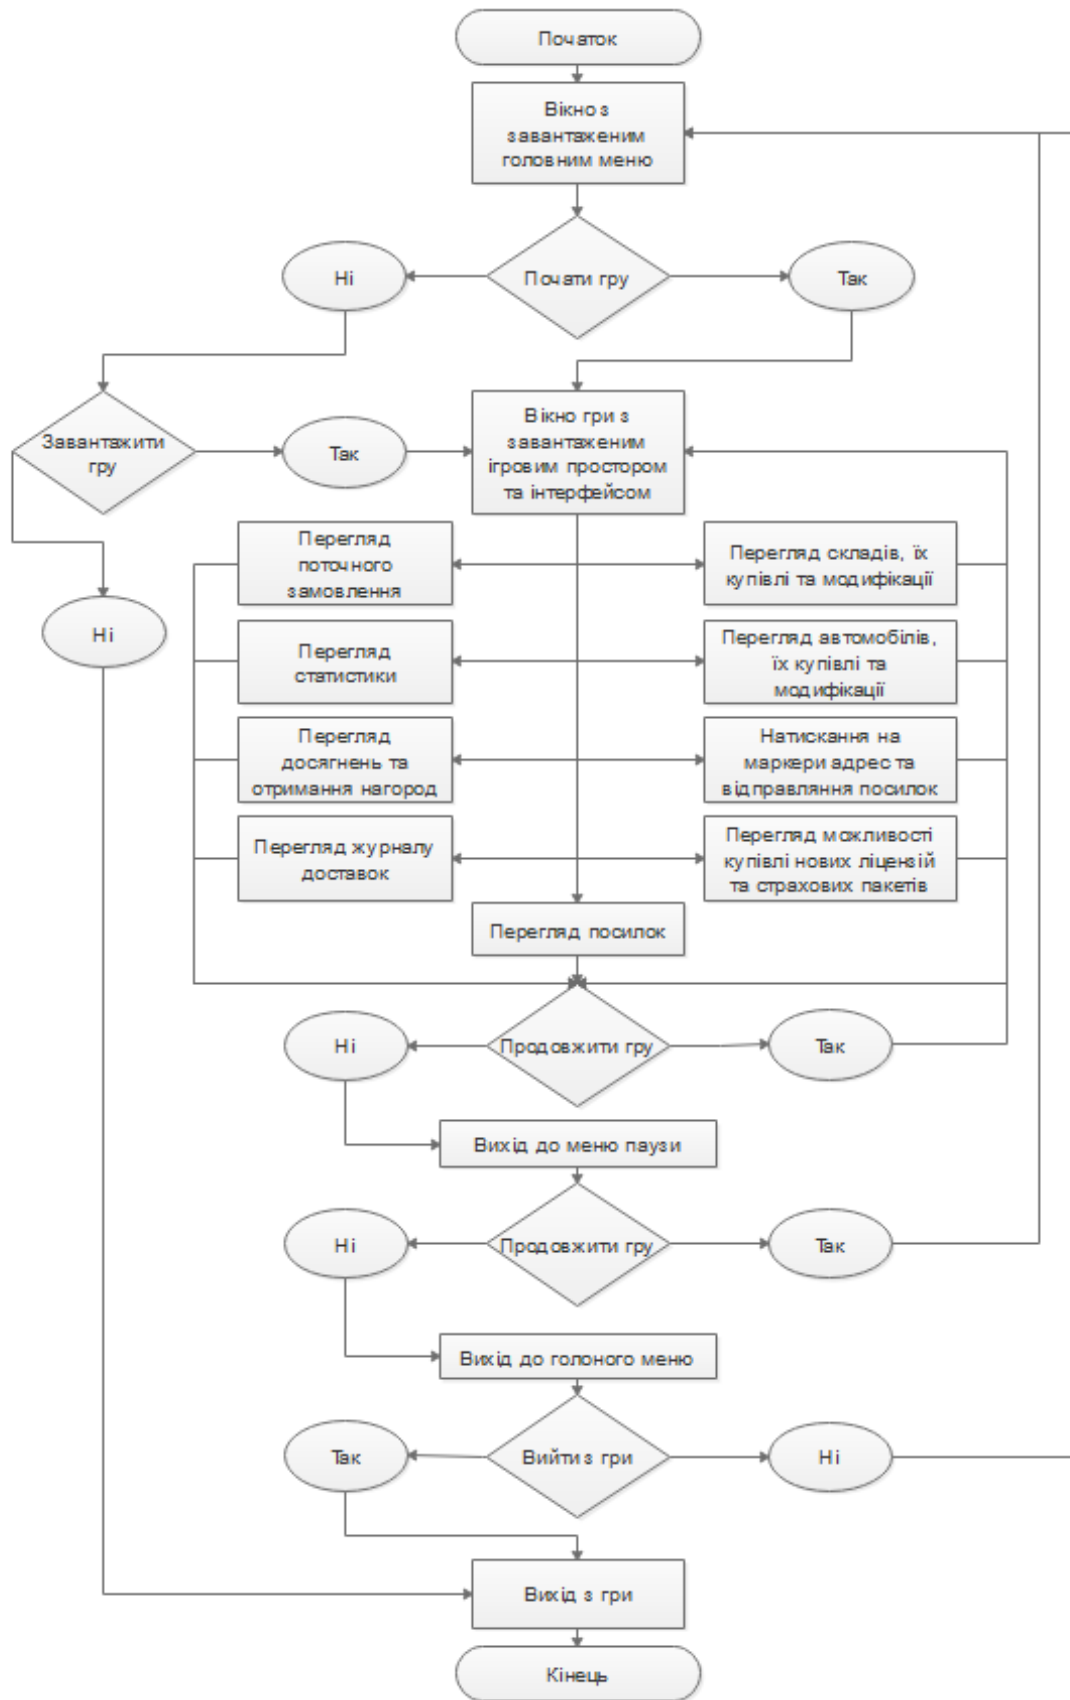 Початок
Вікно з
завантаженим
головним меню
Ні
Почати гру
Так
Завантажити
гру
Так
Вікно гри з
завантаженим
ігровим простором
та інтерфейсом
Перегляд
поточного
замовлення
Перегляд складів, їх
купівлі та модифікації
Ні
Перегляд
статистики
Перегляд автомобілів,
їх купівлі та
модифікації
Перегляд
досягнень та
отримання нагород
Натискання на
маркери адрес та
відправляння посилок
Перегляд журналу
доставок
Перегляд можливості
купівлі нових ліцензій
та страхових пакетів
Перегляд посилок
Ні
Продовжити гру
Так
Вихід до меню паузи
Ні
Продовжити гру
Так
Вихід до голоного меню
Так
Вийти з гри
Ні
Вихід з гри
Кінець